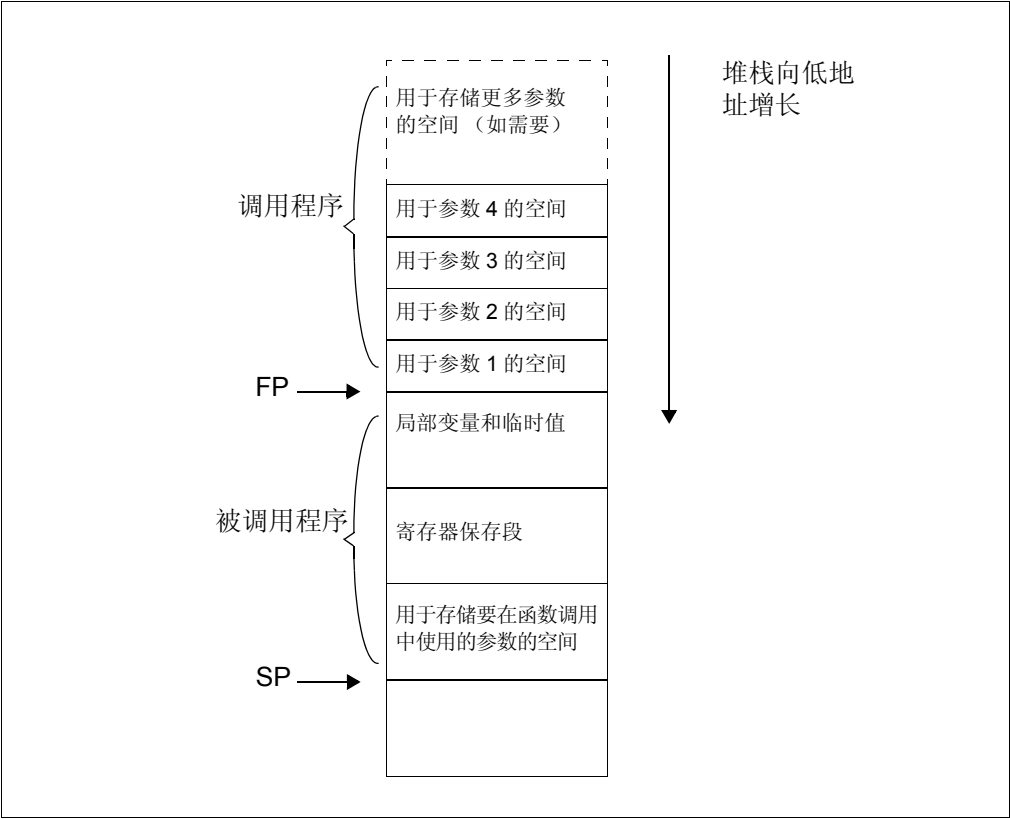 用于存储更多参数
的空间 （如需要）
堆栈向低地
址增长
调用程序
用于参数 4 的空间
用于参数 3 的空间
用于参数 2 的空间
用于参数 1 的空间
FP
局部变量和临时值
被调用程序
寄存器保存段
用于存储要在函数调用
中使用的参数的空间
SP